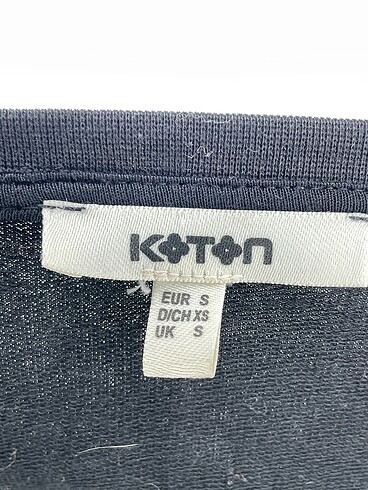 KOTON
EUR S
D/CH XS
UK S